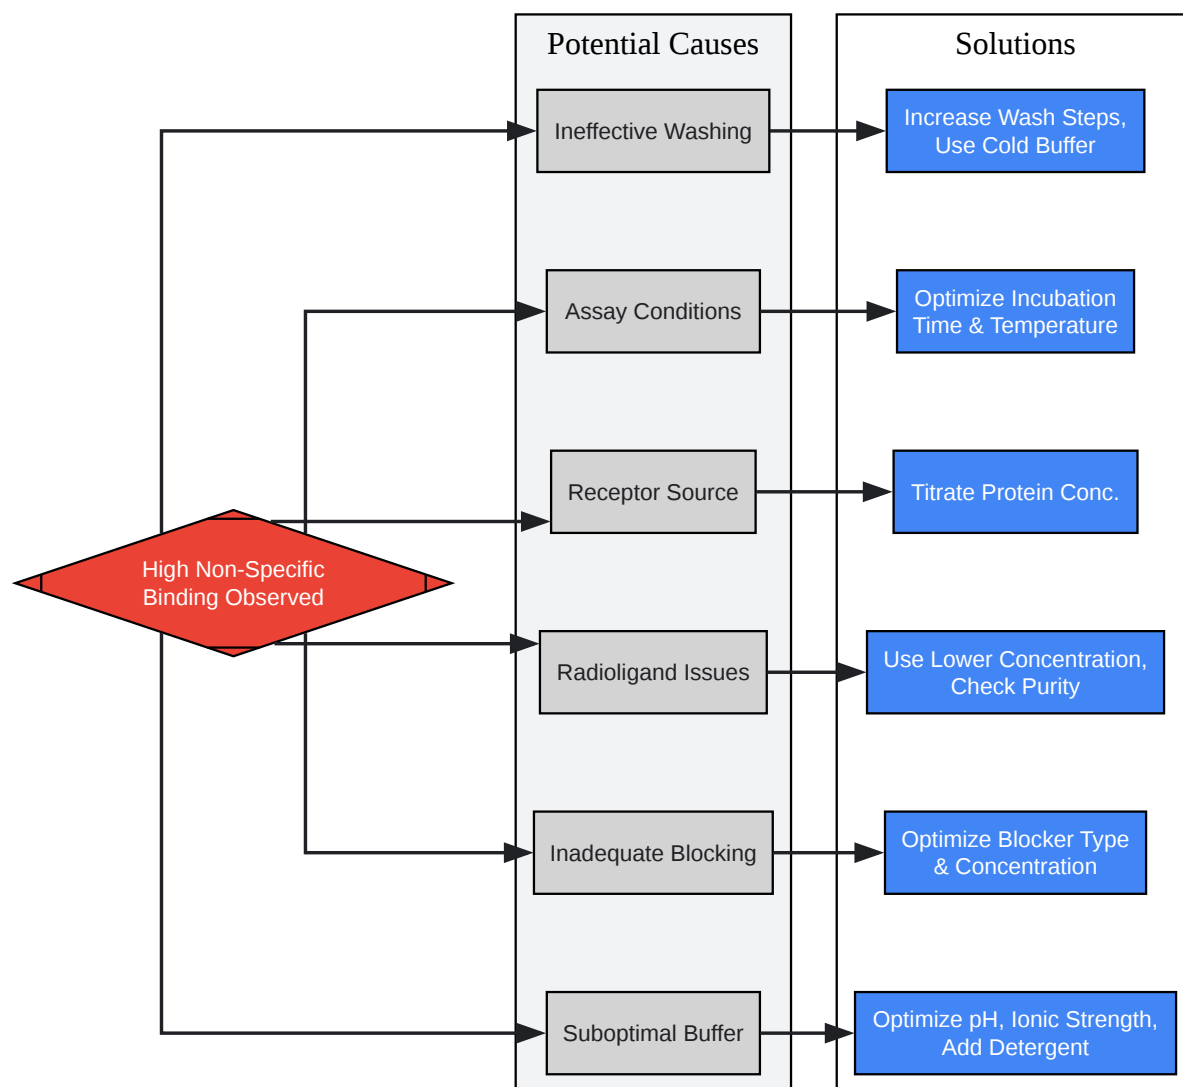 Potential Causes
Solutions
Ineffective Washing
Increase Wash Steps,
Use Cold Buffer
Assay Conditions
Optimize Incubation
Time & Temperature
Receptor Source
Titrate Protein Conc.
High Non-Specific
Binding Observed
Radioligand Issues
Use Lower Concentration,
Check Purity
Inadequate Blocking
Optimize Blocker Type
& Concentration
Suboptimal Buffer
Optimize pH, Ionic Strength,
Add Detergent